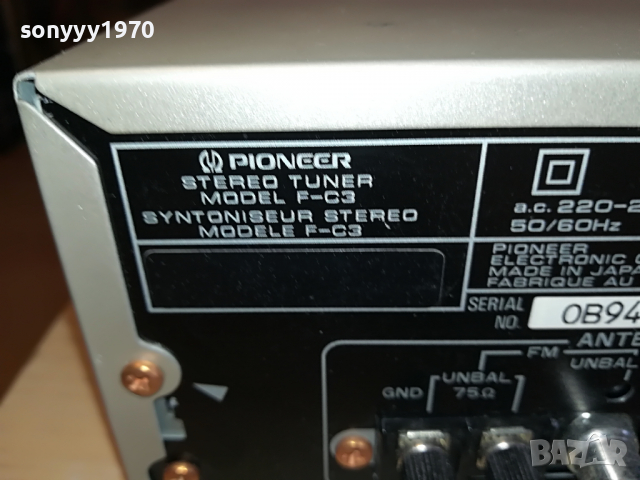 sonyyy1970
PIONEER
STEREO TUNER
MODEL F-C3
SYNTONISEUR STEREO
MODELE F-C3
a.c. 220-2
50/60Hz
PIONEER
ELECTRONIC
MADE IN JAPA
FABRIQUE AU
SERIAL
NO.
0B94
ANTE
FM
UNBAL
UNBAL
GND
75Ω
BAZAR